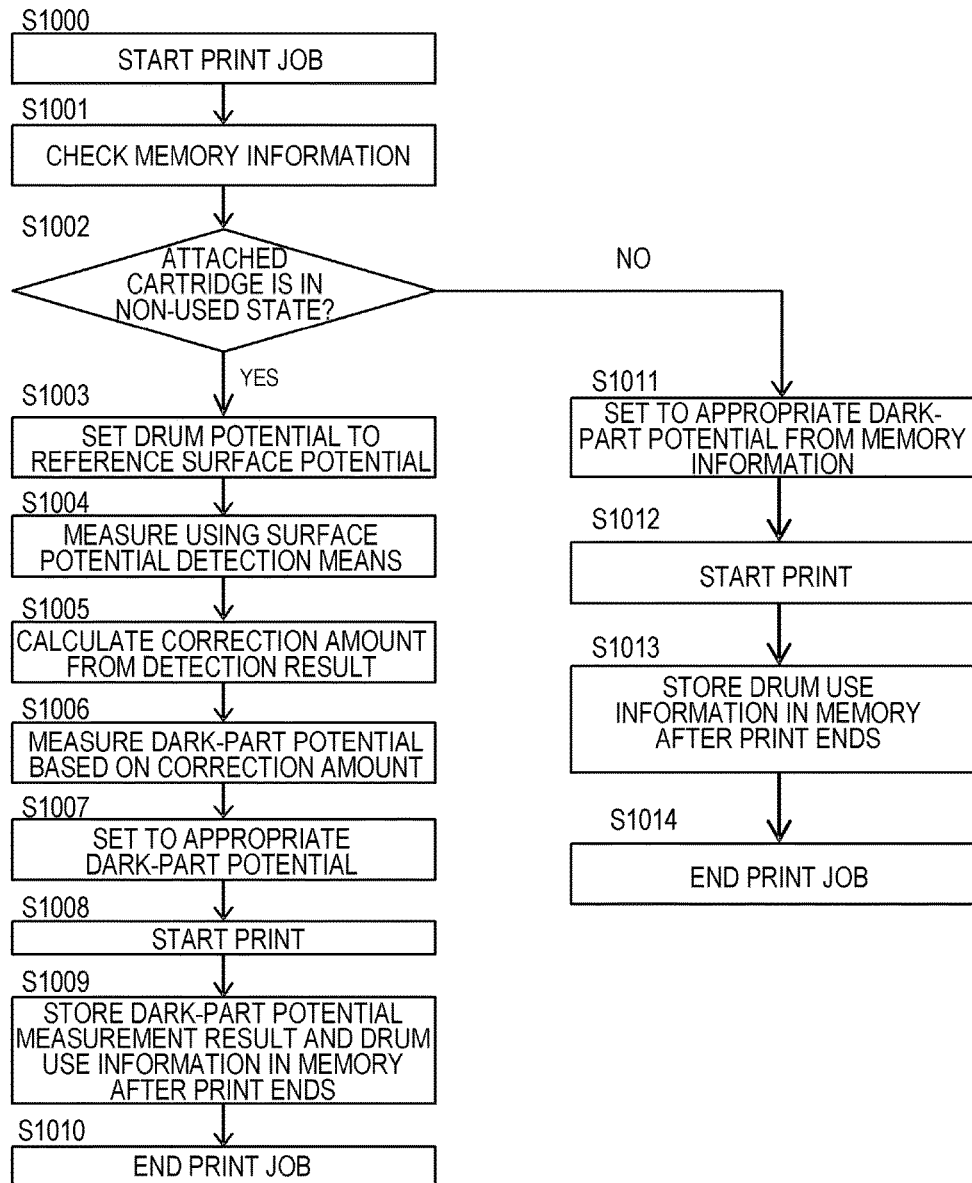 S1000
START PRINT JOB
S1001
CHECK MEMORY INFORMATION
S1002
ATTACHED
CARTRIDGE IS IN
NON-USED STATE?
NO
YES
S1003
SET DRUM POTENTIAL TO
REFERENCE SURFACE POTENTIAL
S1004
MEASURE USING SURFACE
POTENTIAL DETECTION MEANS
S1005
CALCULATE CORRECTION AMOUNT
FROM DETECTION RESULT
S1006
MEASURE DARK-PART POTENTIAL
BASED ON CORRECTION AMOUNT
S1007
SET TO APPROPRIATE
DARK-PART POTENTIAL
S1008
START PRINT
S1009
STORE DARK-PART POTENTIAL
MEASUREMENT RESULT AND DRUM
USE INFORMATION IN MEMORY
AFTER PRINT ENDS
S1010
END PRINT JOB
S1011
SET TO APPROPRIATE DARK-
PART POTENTIAL FROM MEMORY
INFORMATION
S1012
START PRINT
S1013
STORE DRUM USE
INFORMATION IN MEMORY
AFTER PRINT ENDS
S1014
END PRINT JOB